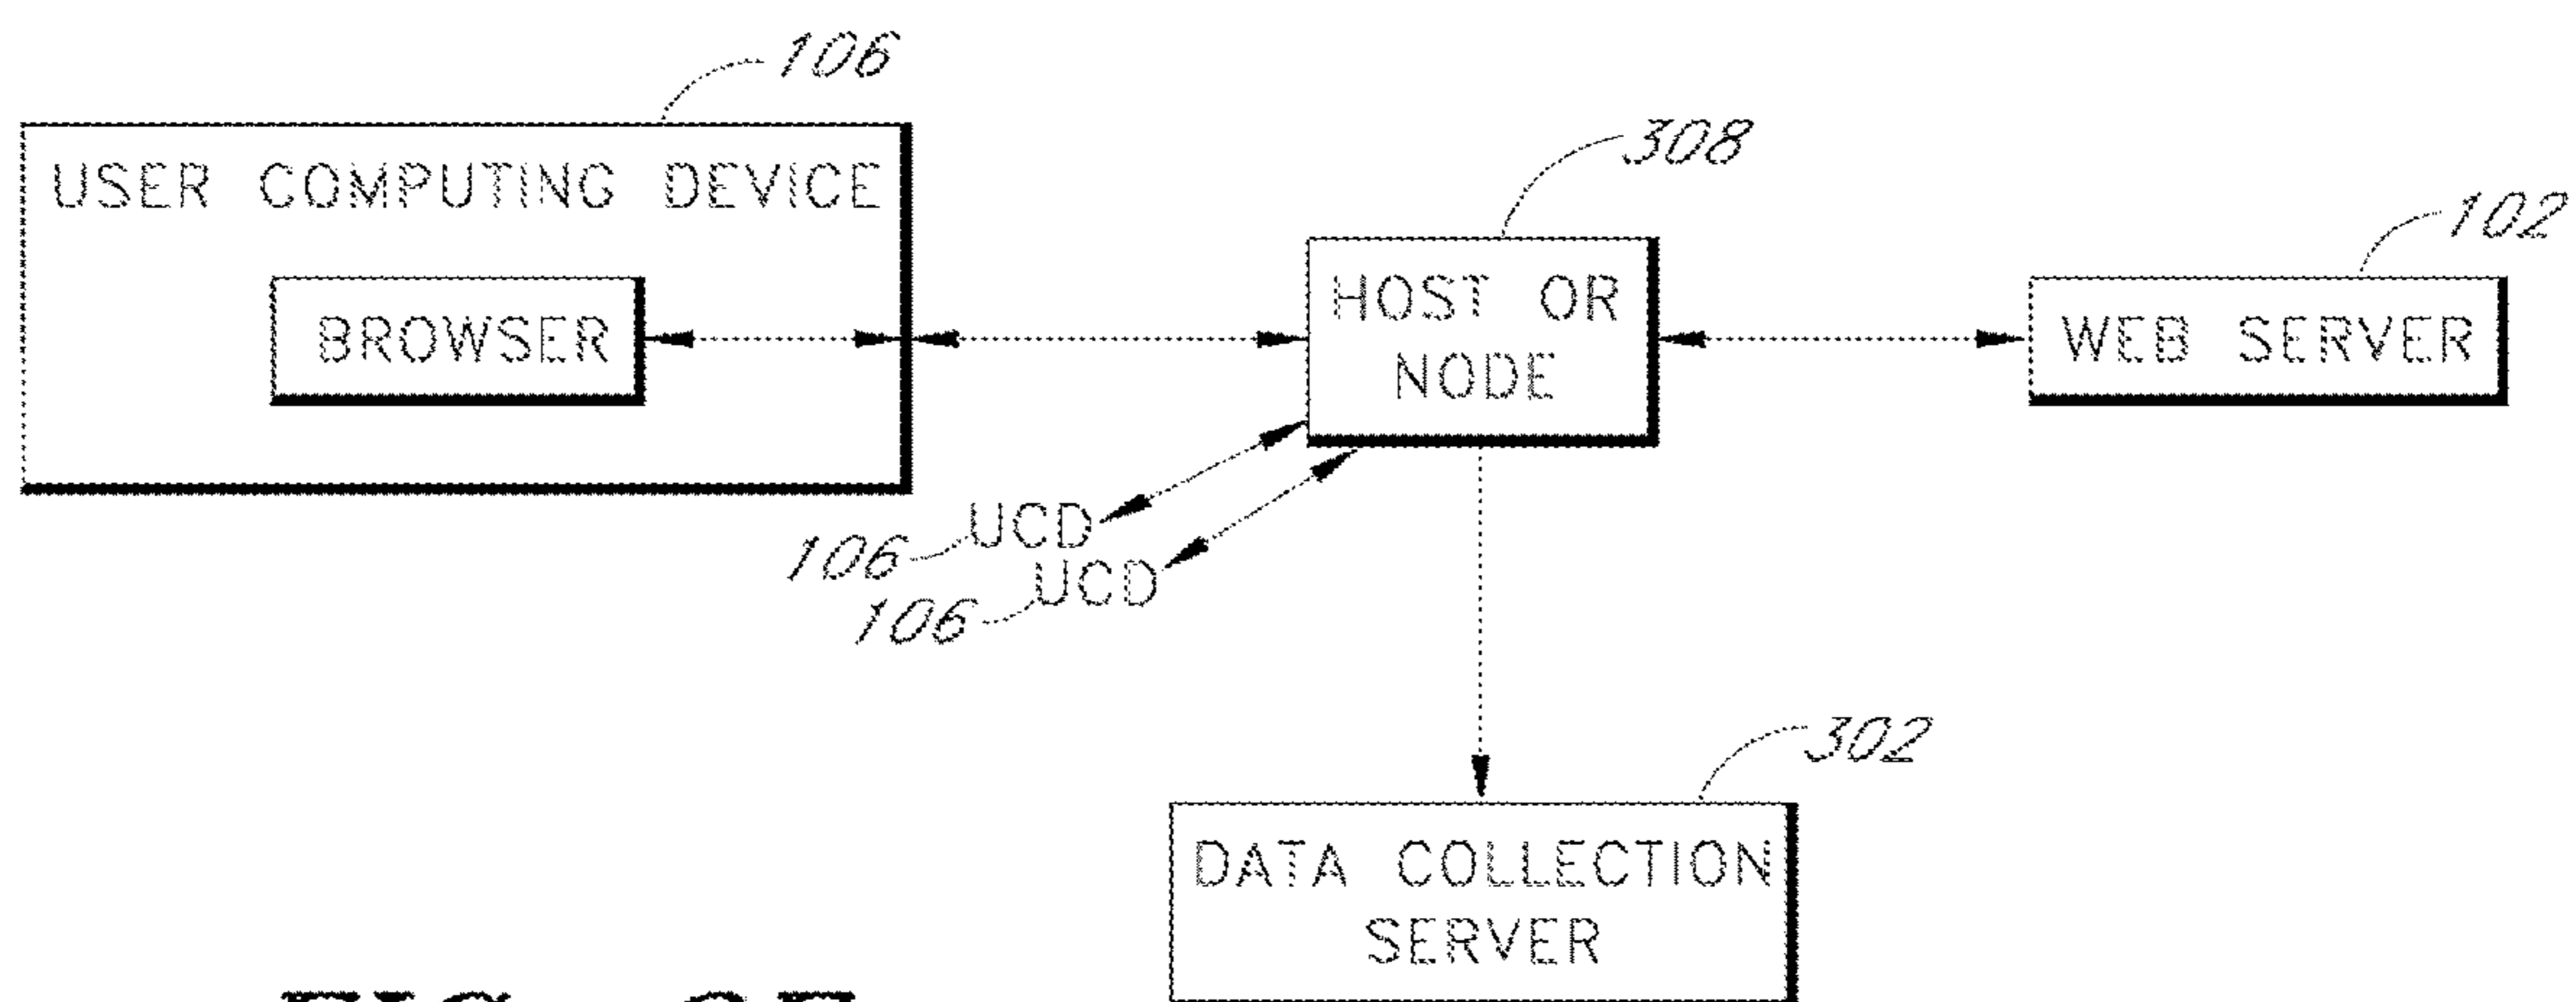 106
308
102
USER COMPUTING DEVICE
HOST OR
NODE
BROWSER
WEB SERVER
106 UCD
106 UCD
302
DATA COLLECTION
SERVER